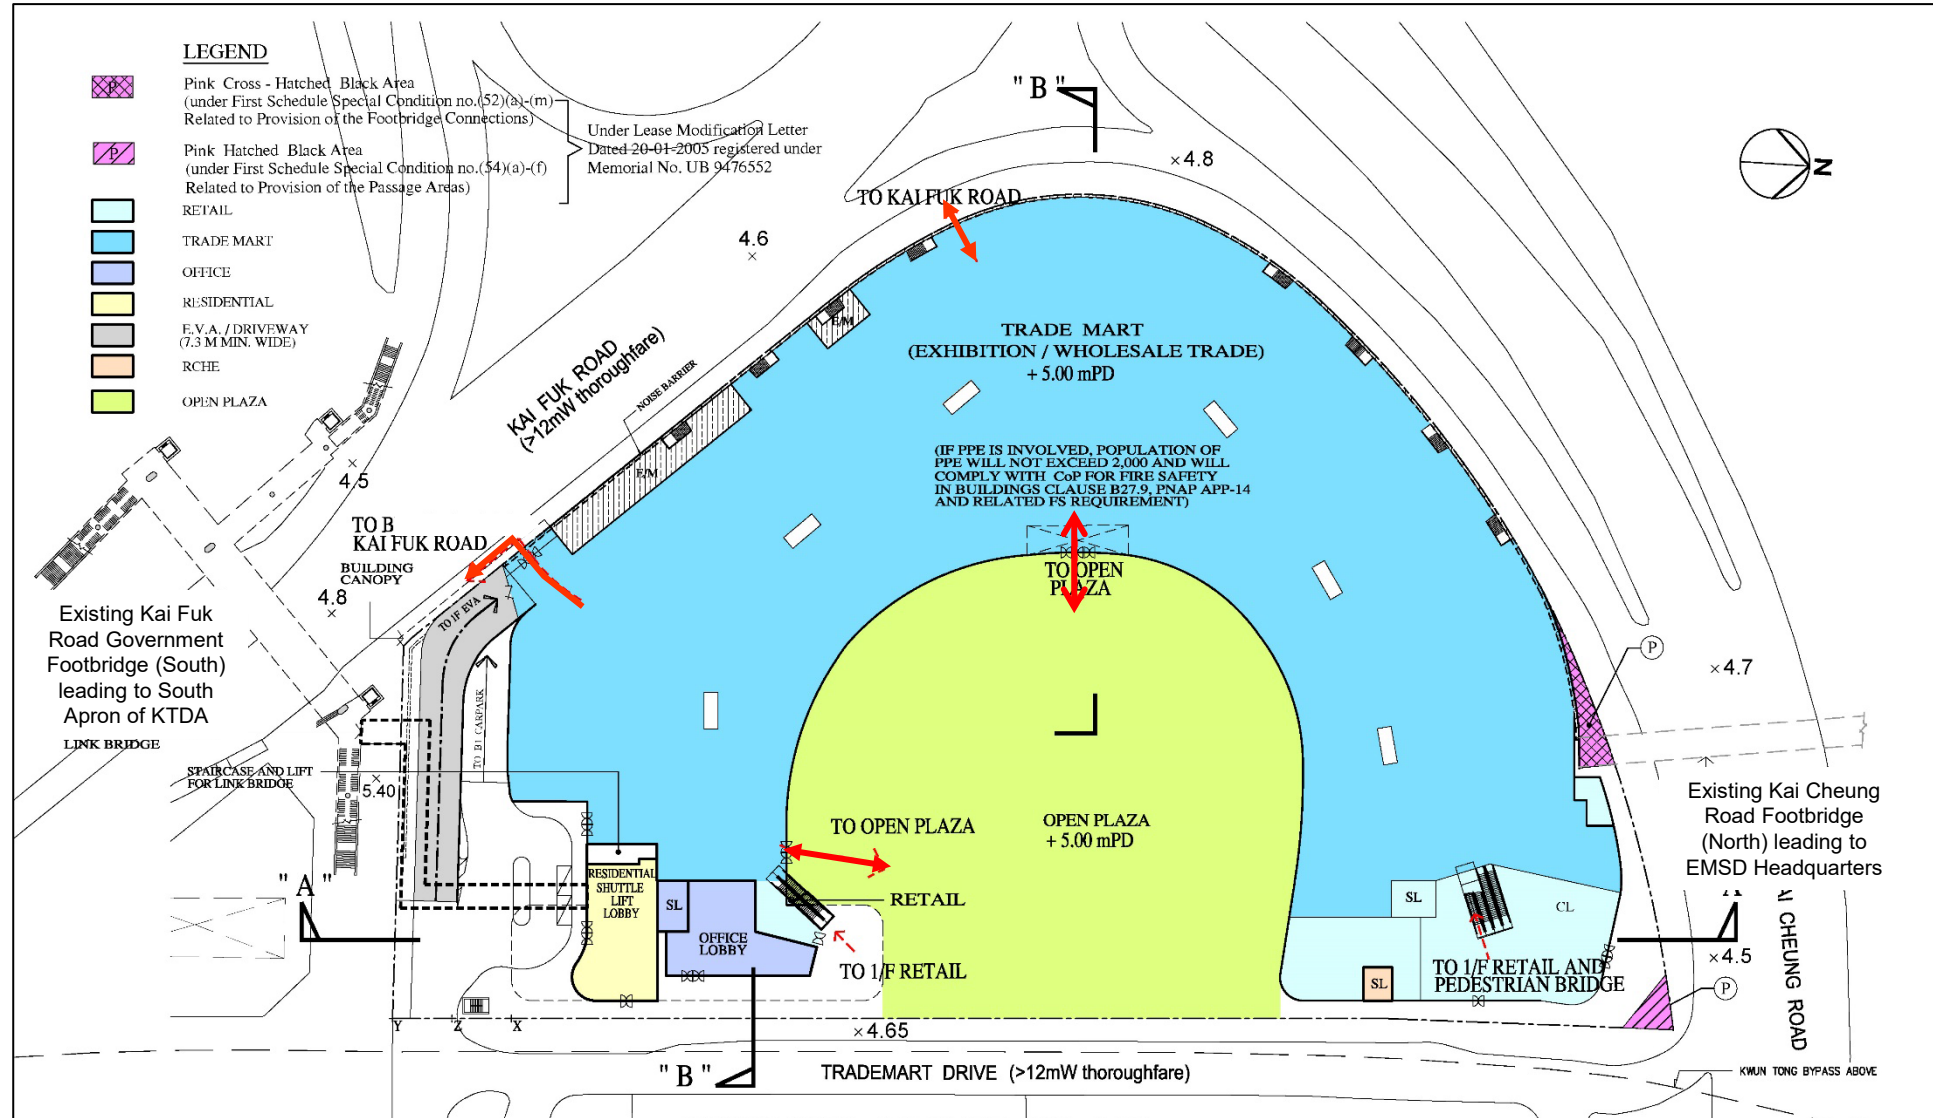 LEGEND
P
Pink Cross - Hatched Black Area
(under First Schedule Special Condition no.(52)(a)-(m)
Related to Provision of the Footbridge Connections)
P
Pink Hatched Black Area
(under First Schedule Special Condition no.(54)(a)-(f)
Related to Provision of the Passage Areas)
Under Lease Modification Letter
Dated 20-01-2005 registered under
Memorial No. UB 9476552
RETAIL
TRADE MART
OFFICE
RESIDENTIAL
E.V.A. / DRIVEWAY
(7.3 M MIN. WIDE)
RCHE
OPEN PLAZA
" B "
×4.8
N
TO KAI FUK ROAD
4.6
×
E/M
KAI FUK ROAD
(>12mW thoroughfare)
NOISE BARRIER
E/M
TRADE MART
(EXHIBITION / WHOLESALE TRADE)
+ 5.00 mPD
(IF PPE IS INVOLVED, POPULATION OF
PPE WILL NOT EXCEED 2,000 AND WILL
COMPLY WITH CoP FOR FIRE SAFETY
IN BUILDINGS CLAUSE B27.9, PNAP APP-14
AND RELATED FS REQUIREMENT)
×
4.5
TO B
KAI FUK ROAD
BUILDING
CANOPY
4.8
×
TO 1F EVA
TO OPEN
PLAZA
Existing Kai Fuk
Road Government
Footbridge (South)
leading to South
Apron of KTDA
LINK BRIDGE
P
×4.7
TO B1 CARPARK
STAIRCASE AND LIFT
FOR LINK BRIDGE
×
5.40
Existing Kai Cheung
Road Footbridge
(North) leading to
EMSD Headquarters
TO OPEN PLAZA
OPEN PLAZA
+ 5.00 mPD
RESIDENTIAL
SHUTTLE
LIFT
LOBBY
SL
OFFICE
LOBBY
RETAIL
TO 1/F RETAIL
SL
CL
" A "
A "
TO 1/F RETAIL AND
PEDESTRIAN BRIDGE
SL
×4.5
P
AI CHEUNG ROAD
Y
Z
X
×4.65
" B "
TRADEMART DRIVE (>12mW thoroughfare)
KWUN TONG BYPASS ABOVE